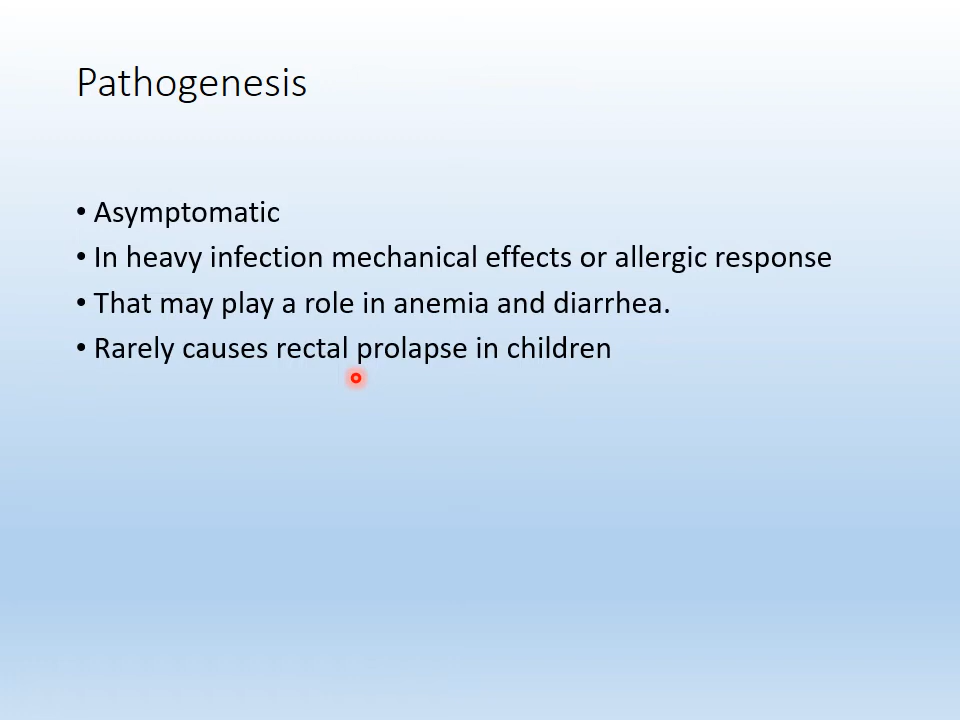 Pathogenesis
• Asymptomatic
• In heavy infection mechanical effects or allergic response
• That may play a role in anemia and diarrhea.
• Rarely causes rectal prolapse in children